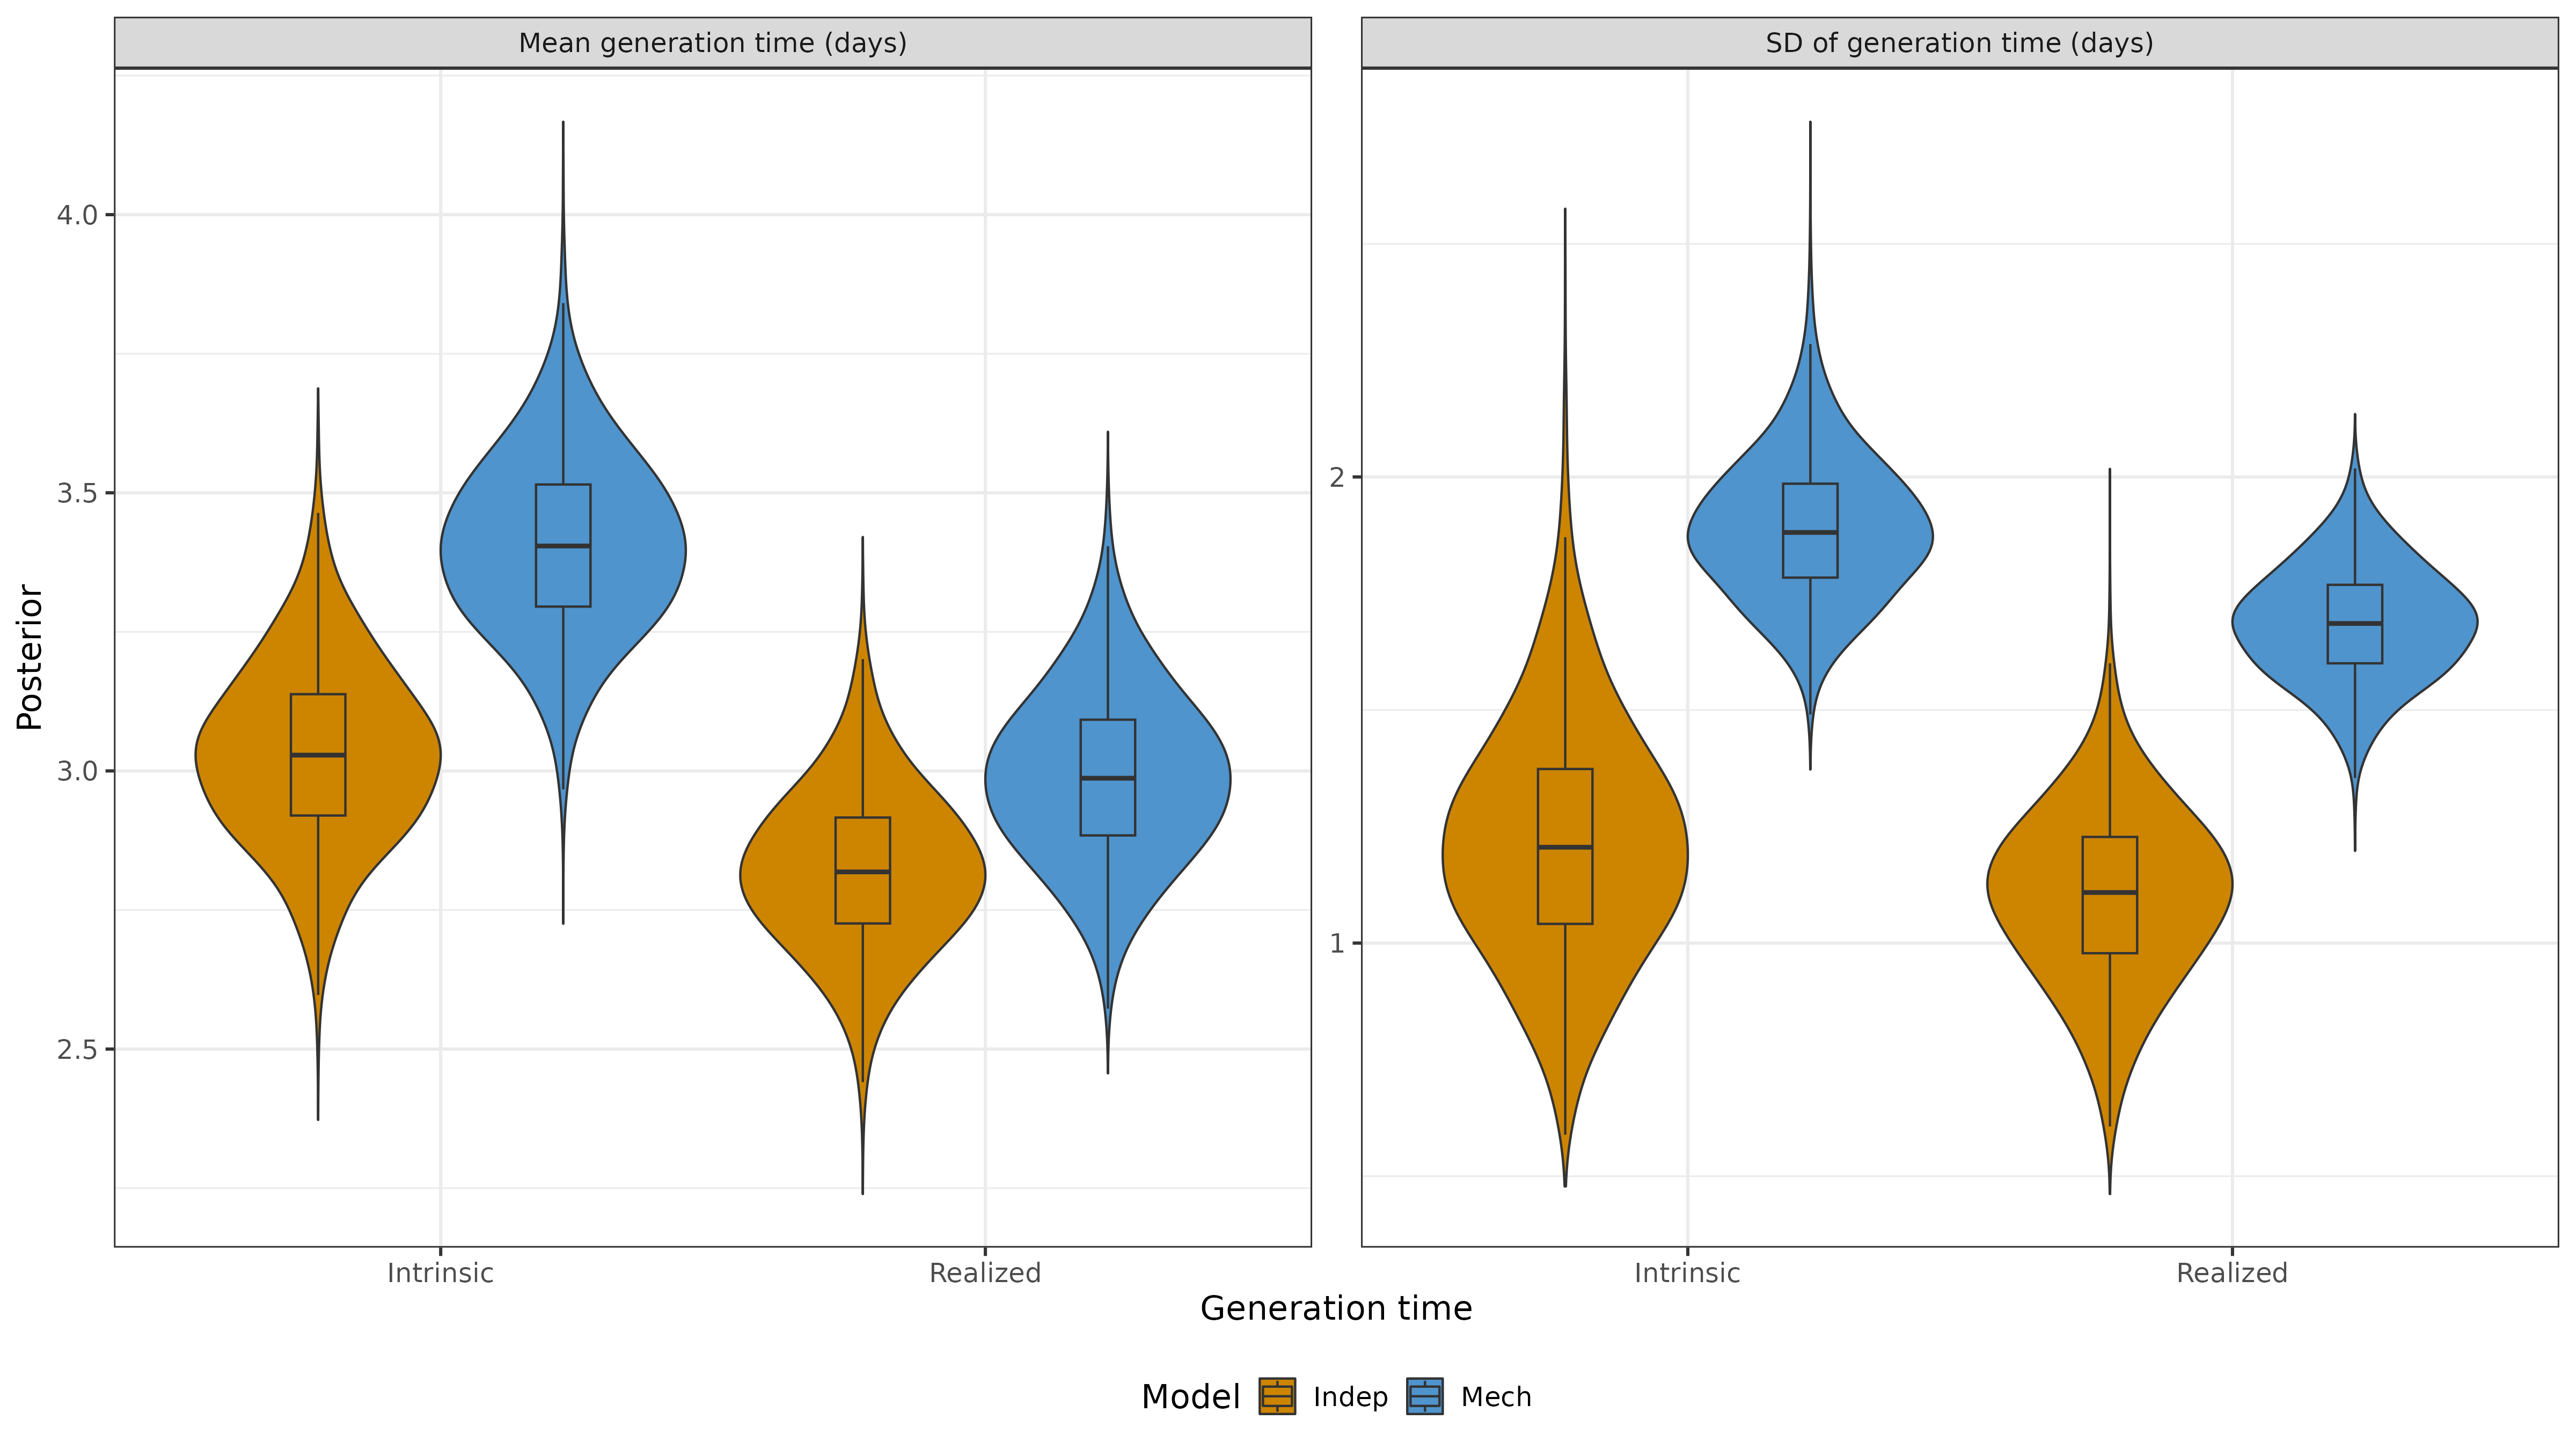 Mean generation time (days)
SD of generation time (days)
Posterior
4.0
3.5
3.0
2.5
2
1
Intrinsic
Realized
Intrinsic
Realized
Generation time
Model Indep Mech